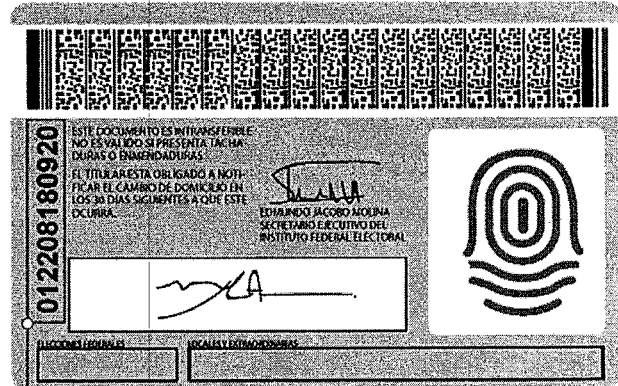 012208180920
ESTE DOCUMENTO ES INTRANSFERIBLE
NO ES VALIDO SI PRESENTA TACHA-
DURAS O ENMENDADURAS
EL TITULAR ESTA OBLIGADO A NOTI-
FICAR EL CAMBIO DE DOMICILIO EN
LOS 30 DIAS SIGUIENTES A QUE ESTE
OCURRA.
EDMUNDO JACOBO MOLINA
SECRETARIO EJECUTIVO DEL
INSTITUTO FEDERAL ELECTORAL
ELECCIONES FEDERALES
LOCALES Y EXTRAORDINARIAS